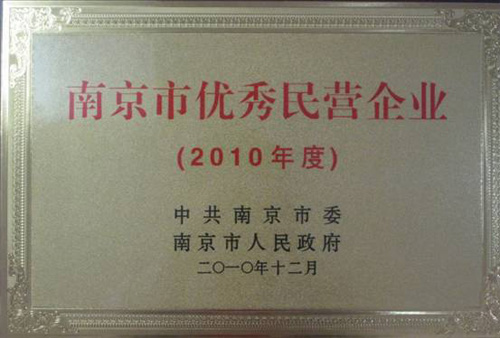 南京市优秀民营企业
(2010年度)
中共南京市委
南京市人民政府
二〇一〇年十二月